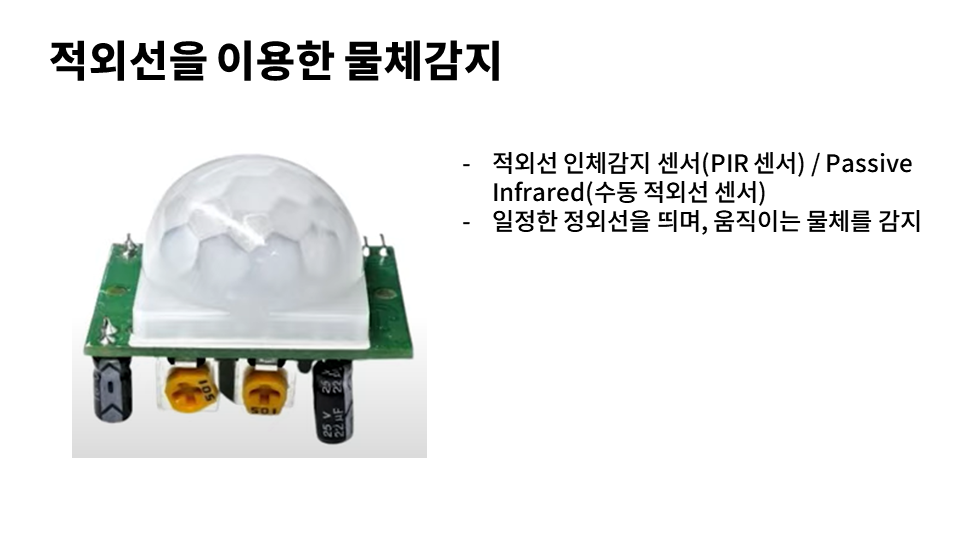 적외선을 이용한 물체감지
- 적외선 인체감지 센서(PIR 센서) / Passive
Infrared(수동 적외선 센서)
- 일정한 정외선을 띄며, 움직이는 물체를 감지
105
105
25 V
22 µF
25
22